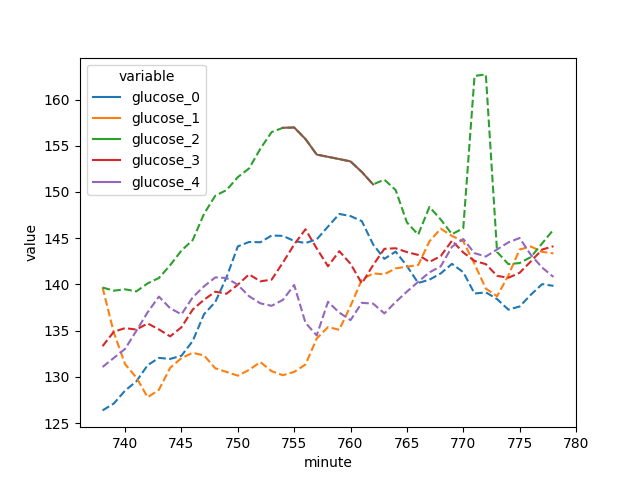 variable
glucose_0
glucose_1
glucose_2
glucose_3
glucose_4
value
160
155
150
145
140
135
130
125
740 745 750 755 760 765 770 775 780
minute